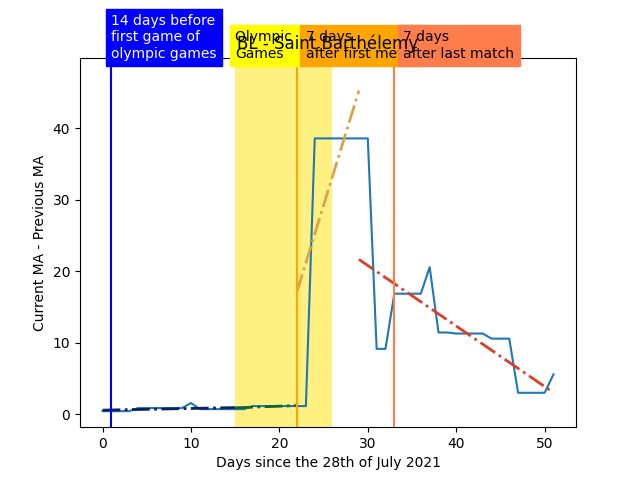 14 days before
first game of
olympic games
Olympic
Games
7 days
after first me
7 days
after last match
BL - Saint Barthélemy
Current MA - Previous MA
40
30
20
10
0
0 10 20 30 40 50
Days since the 28th of July 2021